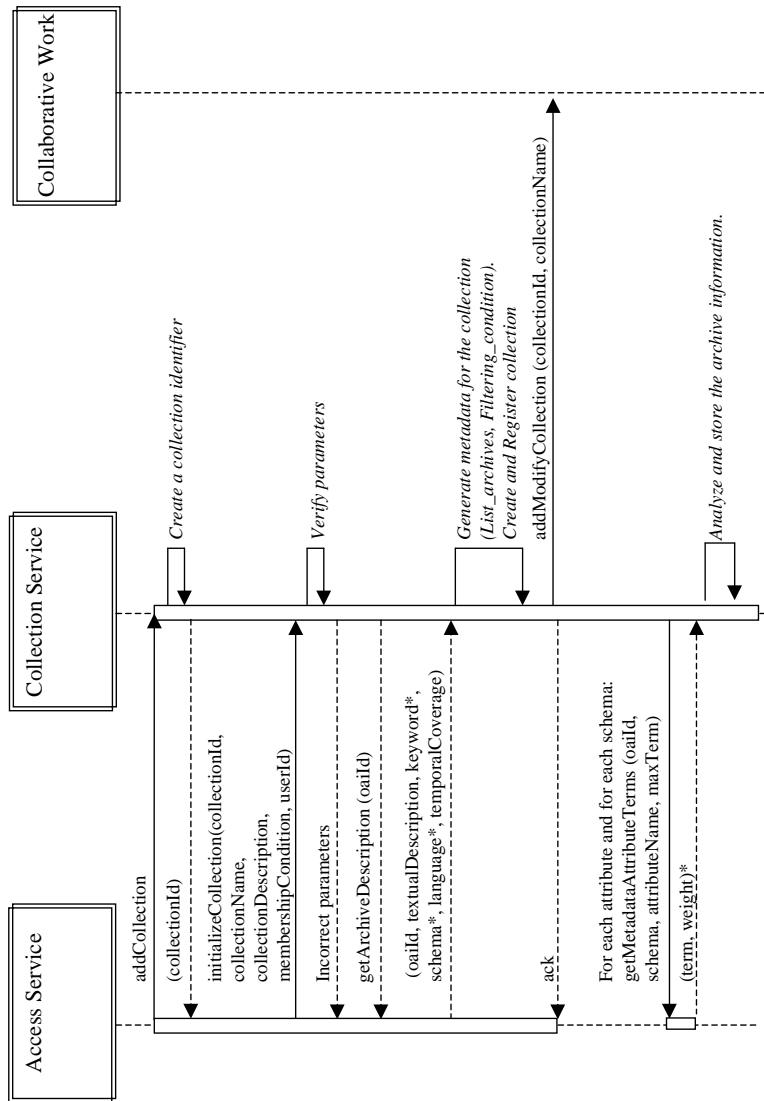 Access Service
Collection Service
Collaborative Work
addCollection
Create a collection identifier
(collectionId)
initializeCollection(collectionId,
collectionName,
collectionDescription,
membershipCondition, userId)
Verify parameters
Incorrect parameters
getArchiveDescription (oaiId)
(oaiId, textualDescription, keyword*,
schema*, language*, temporalCoverage)
Generate metadata for the collection
(List_archives, Filtering_condition).
Create and Register collection
addModifyCollection (collectionId, collectionName)
ack
For each attribute and for each schema:
getMetadataAttributeTerms (oaiId,
schema, attributeName, maxTerm)
(term, weight)*
Analyze and store the archive information.